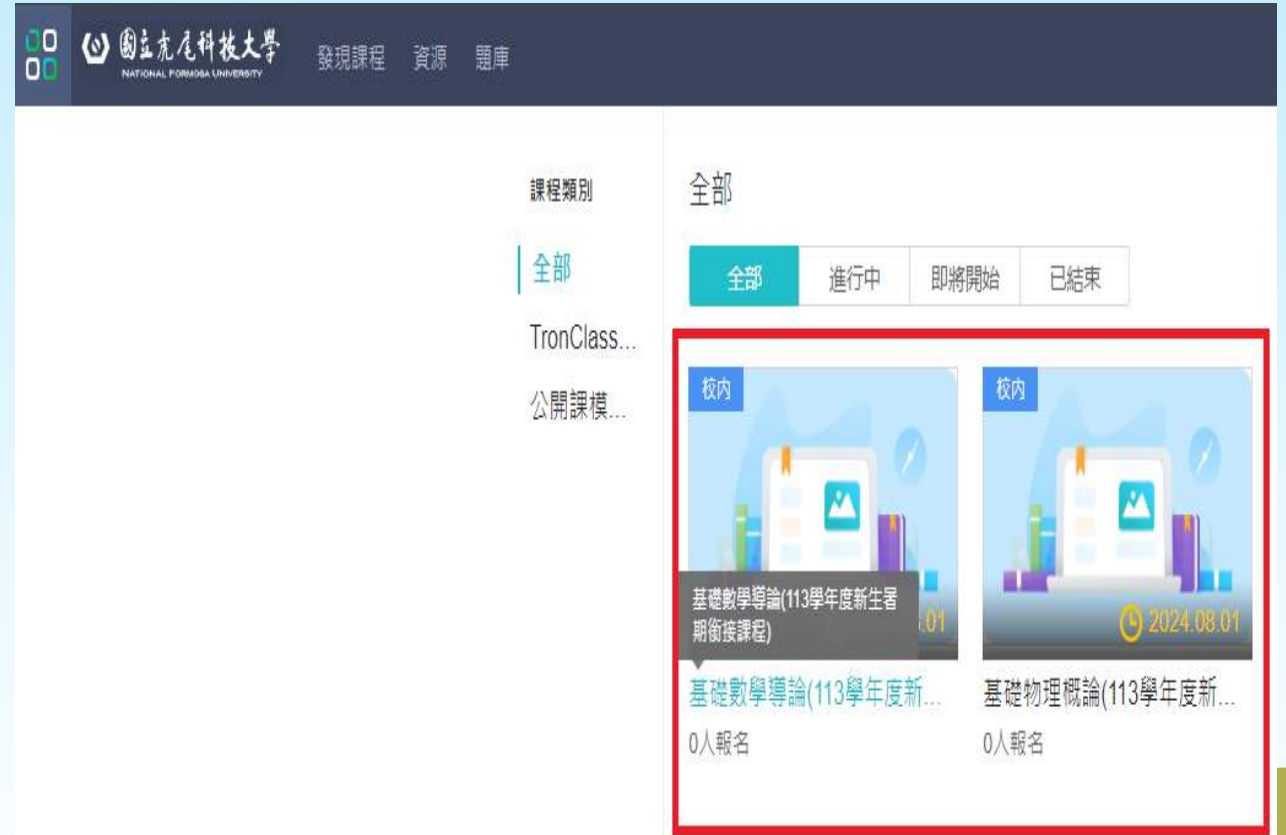 國立虎尾科技大學
NATIONAL FORMOSA UNIVERSITY
發現課程 資源 題庫
課程類別
全部
TronClass...
公開課模...
全部
全部 進行中 即將開始 已結束
校内
校内
基礎數學導論(113學年度新生署
期銜接課程)
.01
2024.08.01
基礎數學導論(113學年度新...
基礎物理概論(113學年度新...
0人報名
0人報名